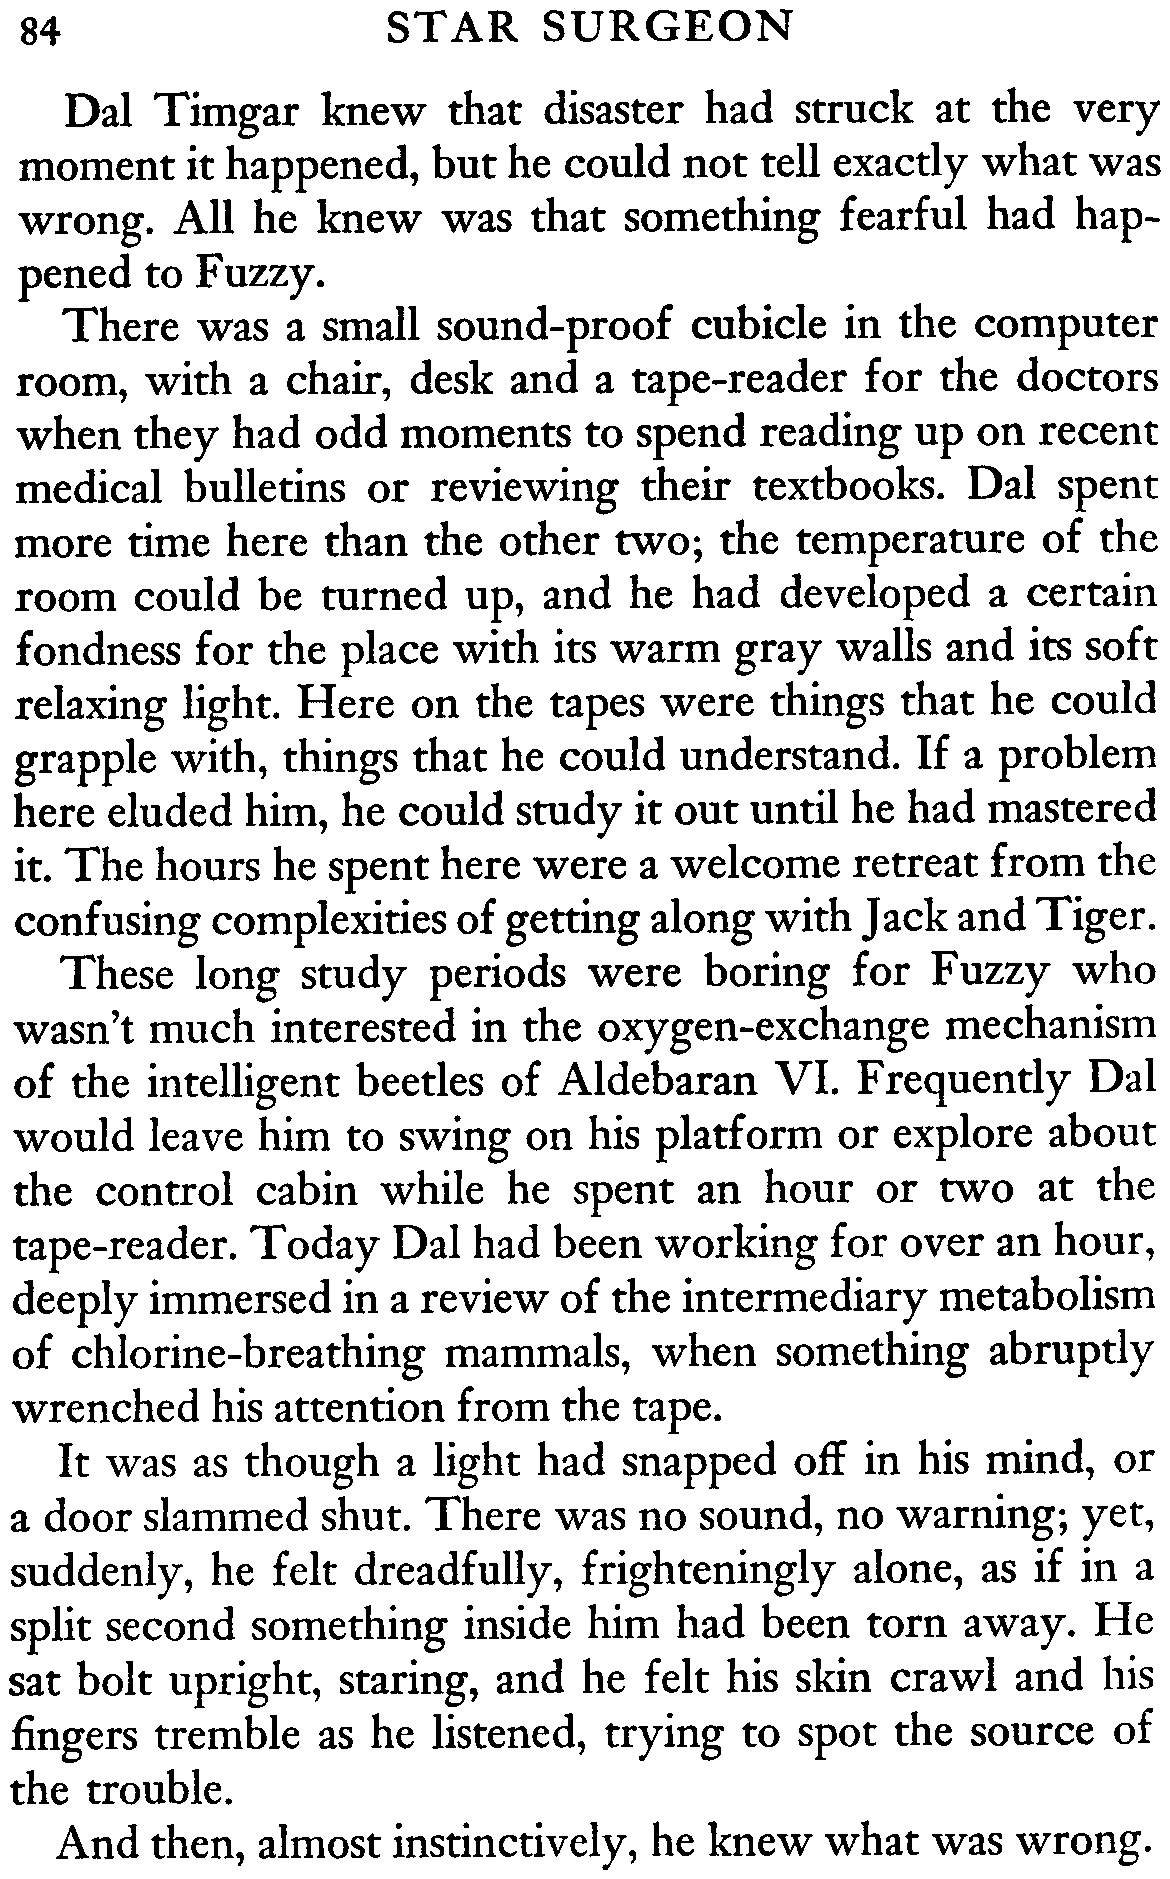 84 STAR SURGEON
Dal Timgar knew that disaster had struck at the very
moment it happened, but he could not tell exactly what was
wrong. All he knew was that something fearful had hap-
pened to Fuzzy.
There was a small sound-proof cubicle in the computer
room, with a chair, desk and a tape-reader for the doctors
when they had odd moments to spend reading up on recent
medical bulletins or reviewing their textbooks. Dal spent
more time here than the other two; the temperature of the
room could be turned up, and he had developed a certain
fondness for the place with its warm gray walls and its soft
relaxing light. Here on the tapes were things that he could
grapple with, things that he could understand. If a problem
here eluded him, he could study it out until he had mastered
it. The hours he spent here were a welcome retreat from the
confusing complexities of getting along with Jack and Tiger.
These long study periods were boring for Fuzzy who
wasn't much interested in the oxygen-exchange mechanism
of the intelligent beetles of Aldebaran VI. Frequently Dal
would leave him to swing on his platform or explore about
the control cabin while he spent an hour or two at the
tape-reader. Today Dal had been working for over an hour,
deeply immersed in a review of the intermediary metabolism
of chlorine-breathing mammals, when something abruptly
wrenched his attention from the tape.
It was as though a light had snapped off in his mind, or
a door slammed shut. There was no sound, no warning; yet,
suddenly, he felt dreadfully, frighteningly alone, as if in a
split second something inside him had been torn away. He
sat bolt upright, staring, and he felt his skin crawl and his
fingers tremble as he listened, trying to spot the source of
the trouble.
And then, almost instinctively, he knew what was wrong.